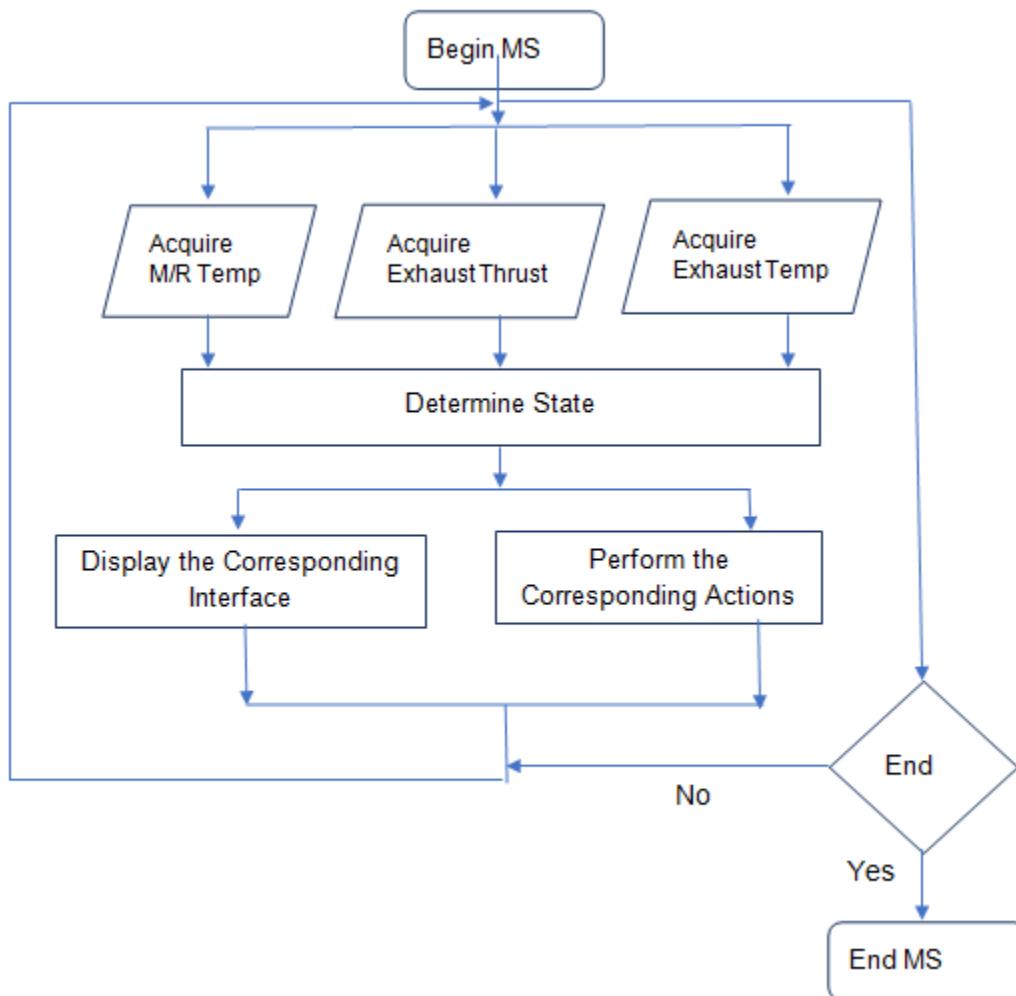 Begin MS
Acquire
M/R Temp
Acquire
Exhaust Thrust
Acquire
Exhaust Temp
Determine State
Display the Corresponding
Interface
Perform the
Corresponding Actions
End
No
Yes
End MS